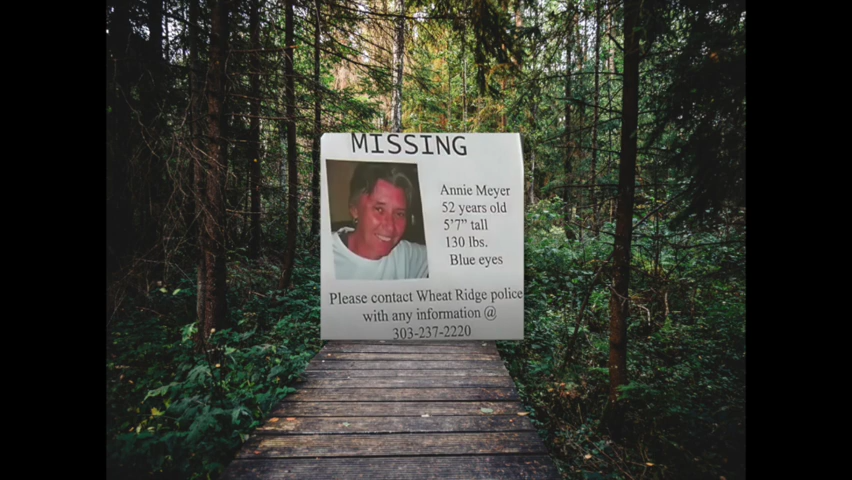 MISSING
Annie Meyer
52 years old
5'7" tall
130 lbs.
Blue eyes
Please contact Wheat Ridge police
with any information @
303-237-2220